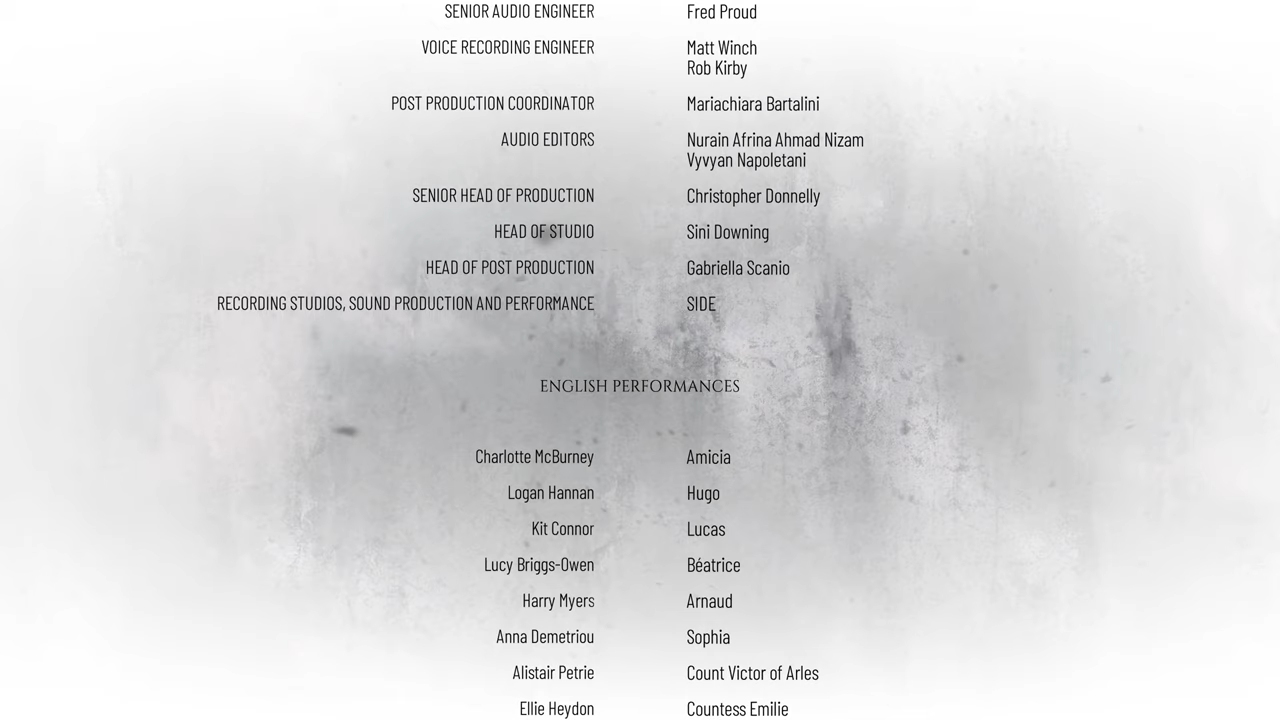 SENIOR AUDIO ENGINEER Fred Proud
VOICE RECORDING ENGINEER Matt Winch
Rob Kirby
POST PRODUCTION COORDINATOR Mariachiara Bartalini
AUDIO EDITORS Nurain Afrina Ahmad Nizam
Vyvyan Napoletani
SENIOR HEAD OF PRODUCTION Christopher Donnelly
HEAD OF STUDIO Sini Downing
HEAD OF POST PRODUCTION Gabriella Scanio
RECORDING STUDIOS, SOUND PRODUCTION AND PERFORMANCE SIDE
ENGLISH PERFORMANCES
Charlotte McBurney Amicia
Logan Hannan Hugo
Kit Connor Lucas
Lucy Briggs-Owen Béatrice
Harry Myers Arnaud
Anna Demetriou Sophia
Alistair Petrie Count Victor of Arles
Ellie Heydon Countess Emilie